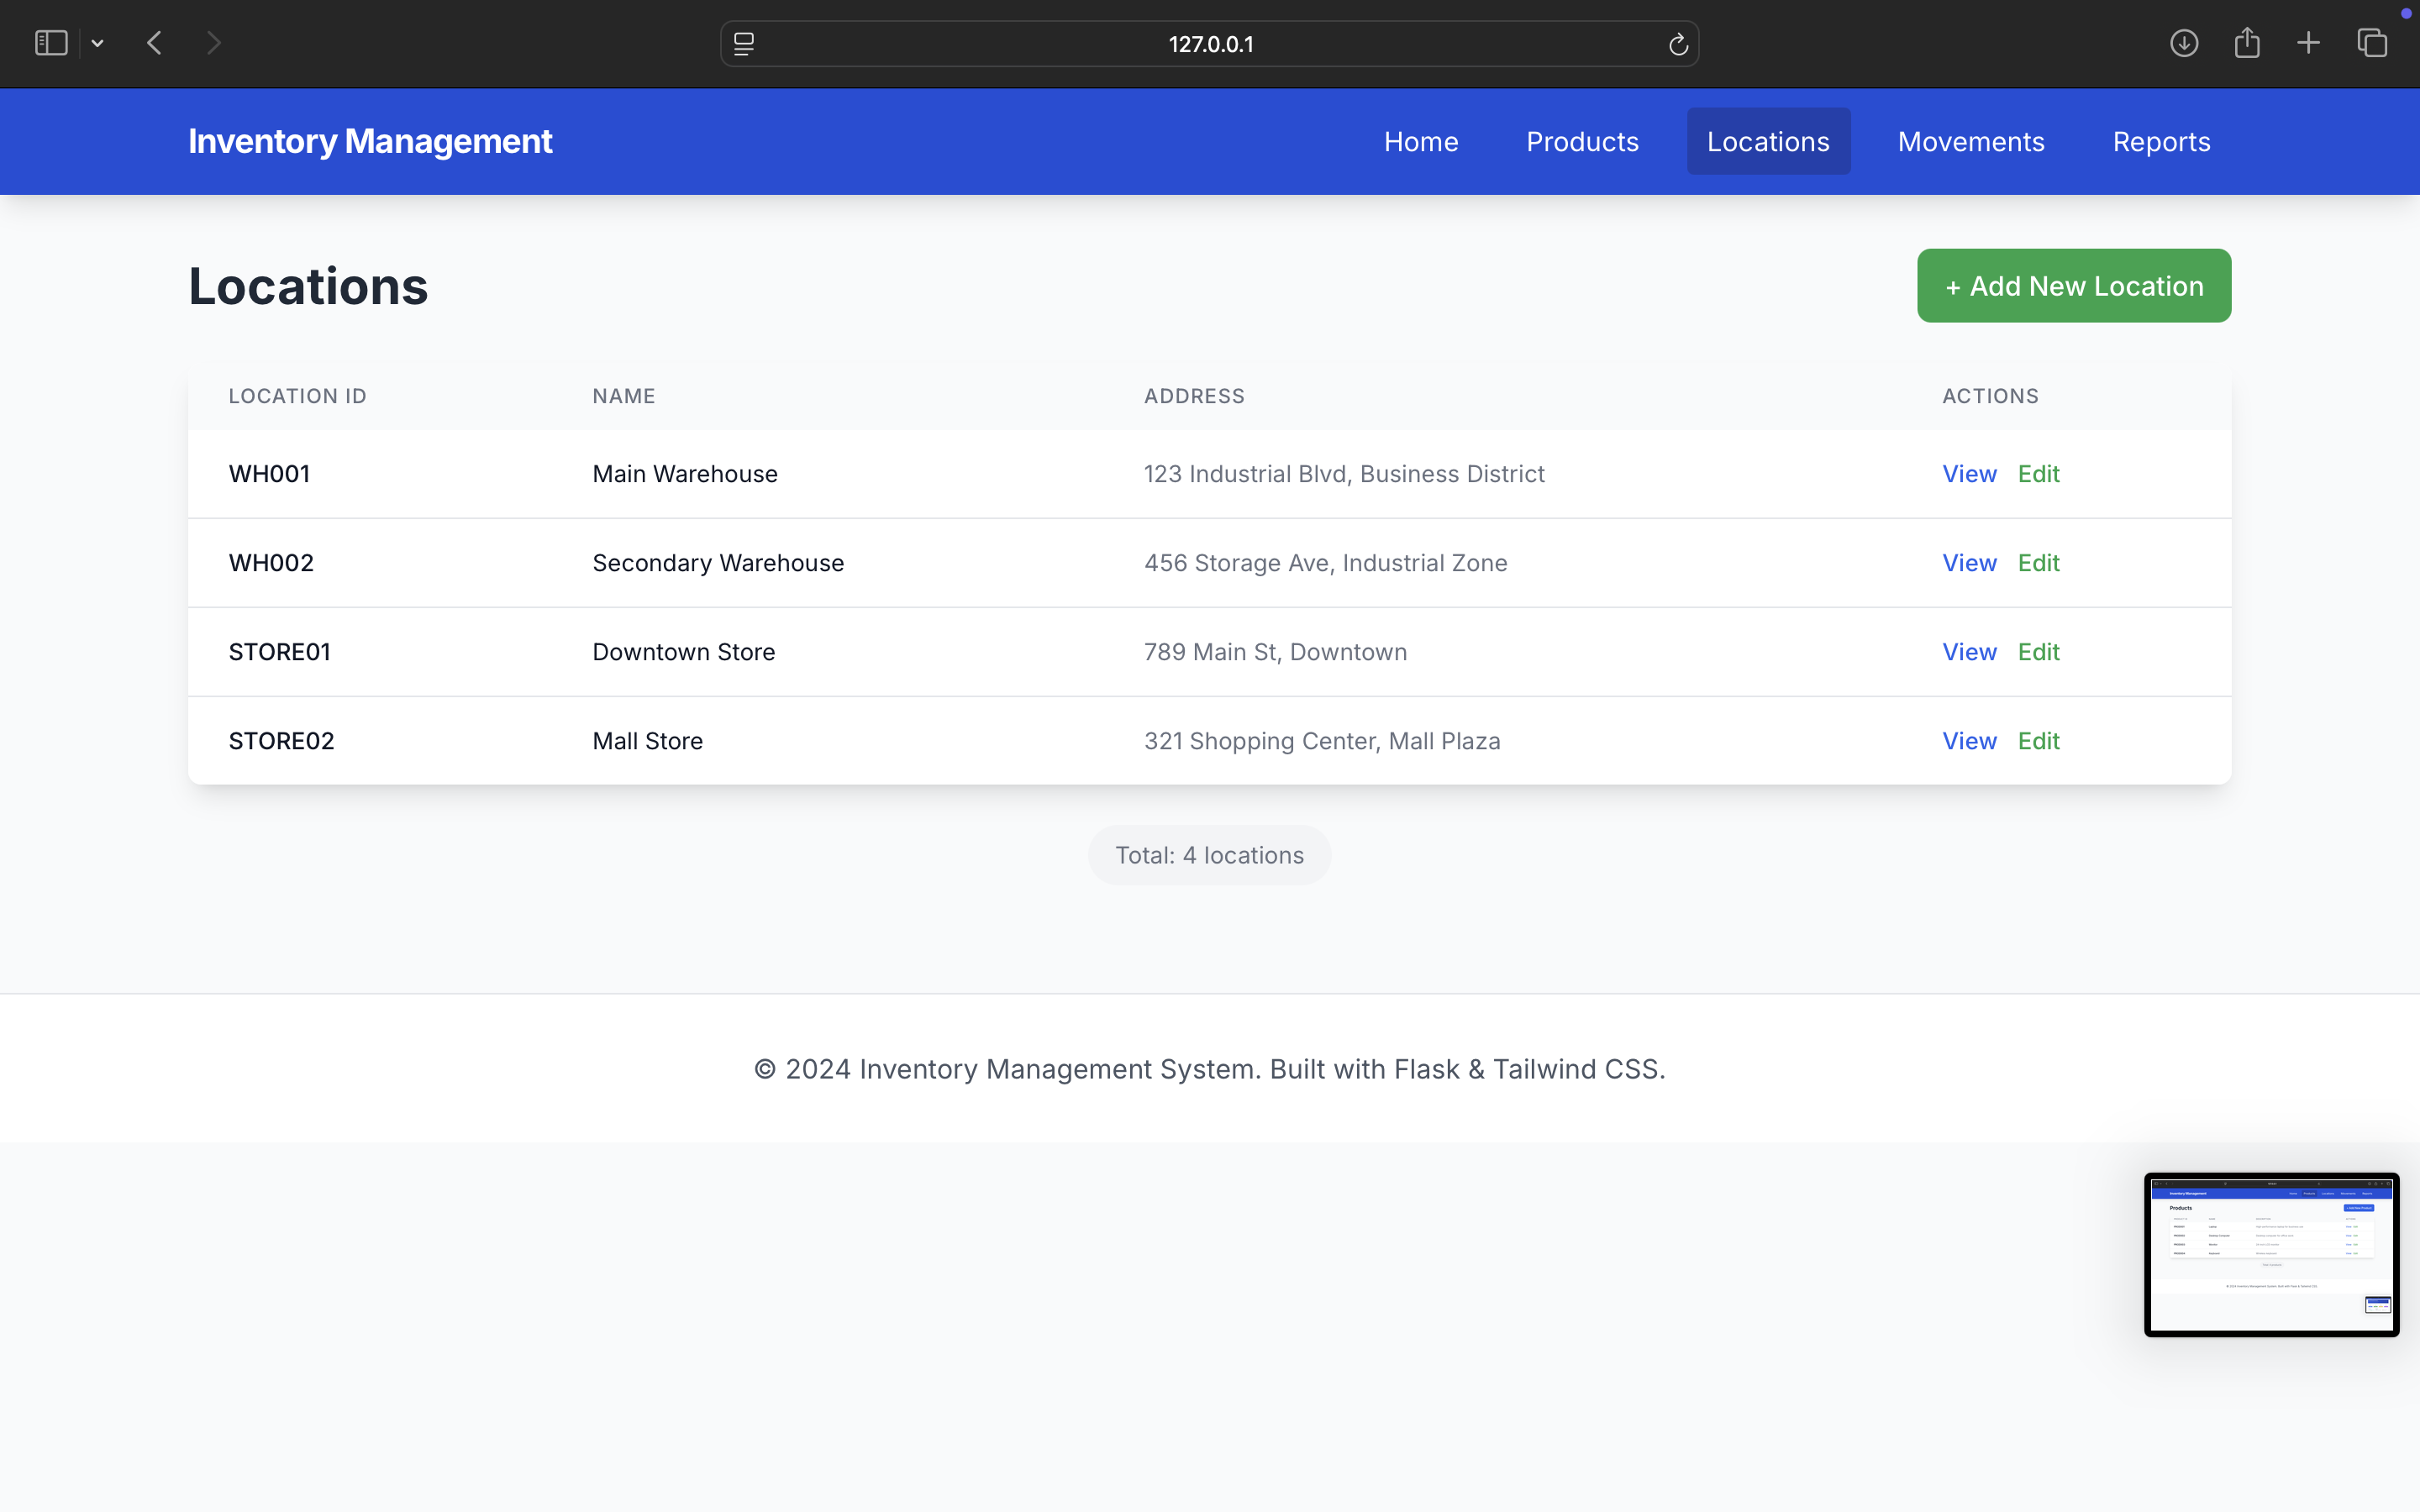 127.0.0.1
Inventory Management Home Products Locations Movements Reports
Locations + Add New Location
LOCATION ID NAME ADDRESS ACTIONS
WH001 Main Warehouse 123 Industrial Blvd, Business District View Edit
WH002 Secondary Warehouse 456 Storage Ave, Industrial Zone View Edit
STORE01 Downtown Store 789 Main St, Downtown View Edit
STORE02 Mall Store 321 Shopping Center, Mall Plaza View Edit
Total: 4 locations
© 2024 Inventory Management System. Built with Flask & Tailwind CSS.
Inventory Management
Products